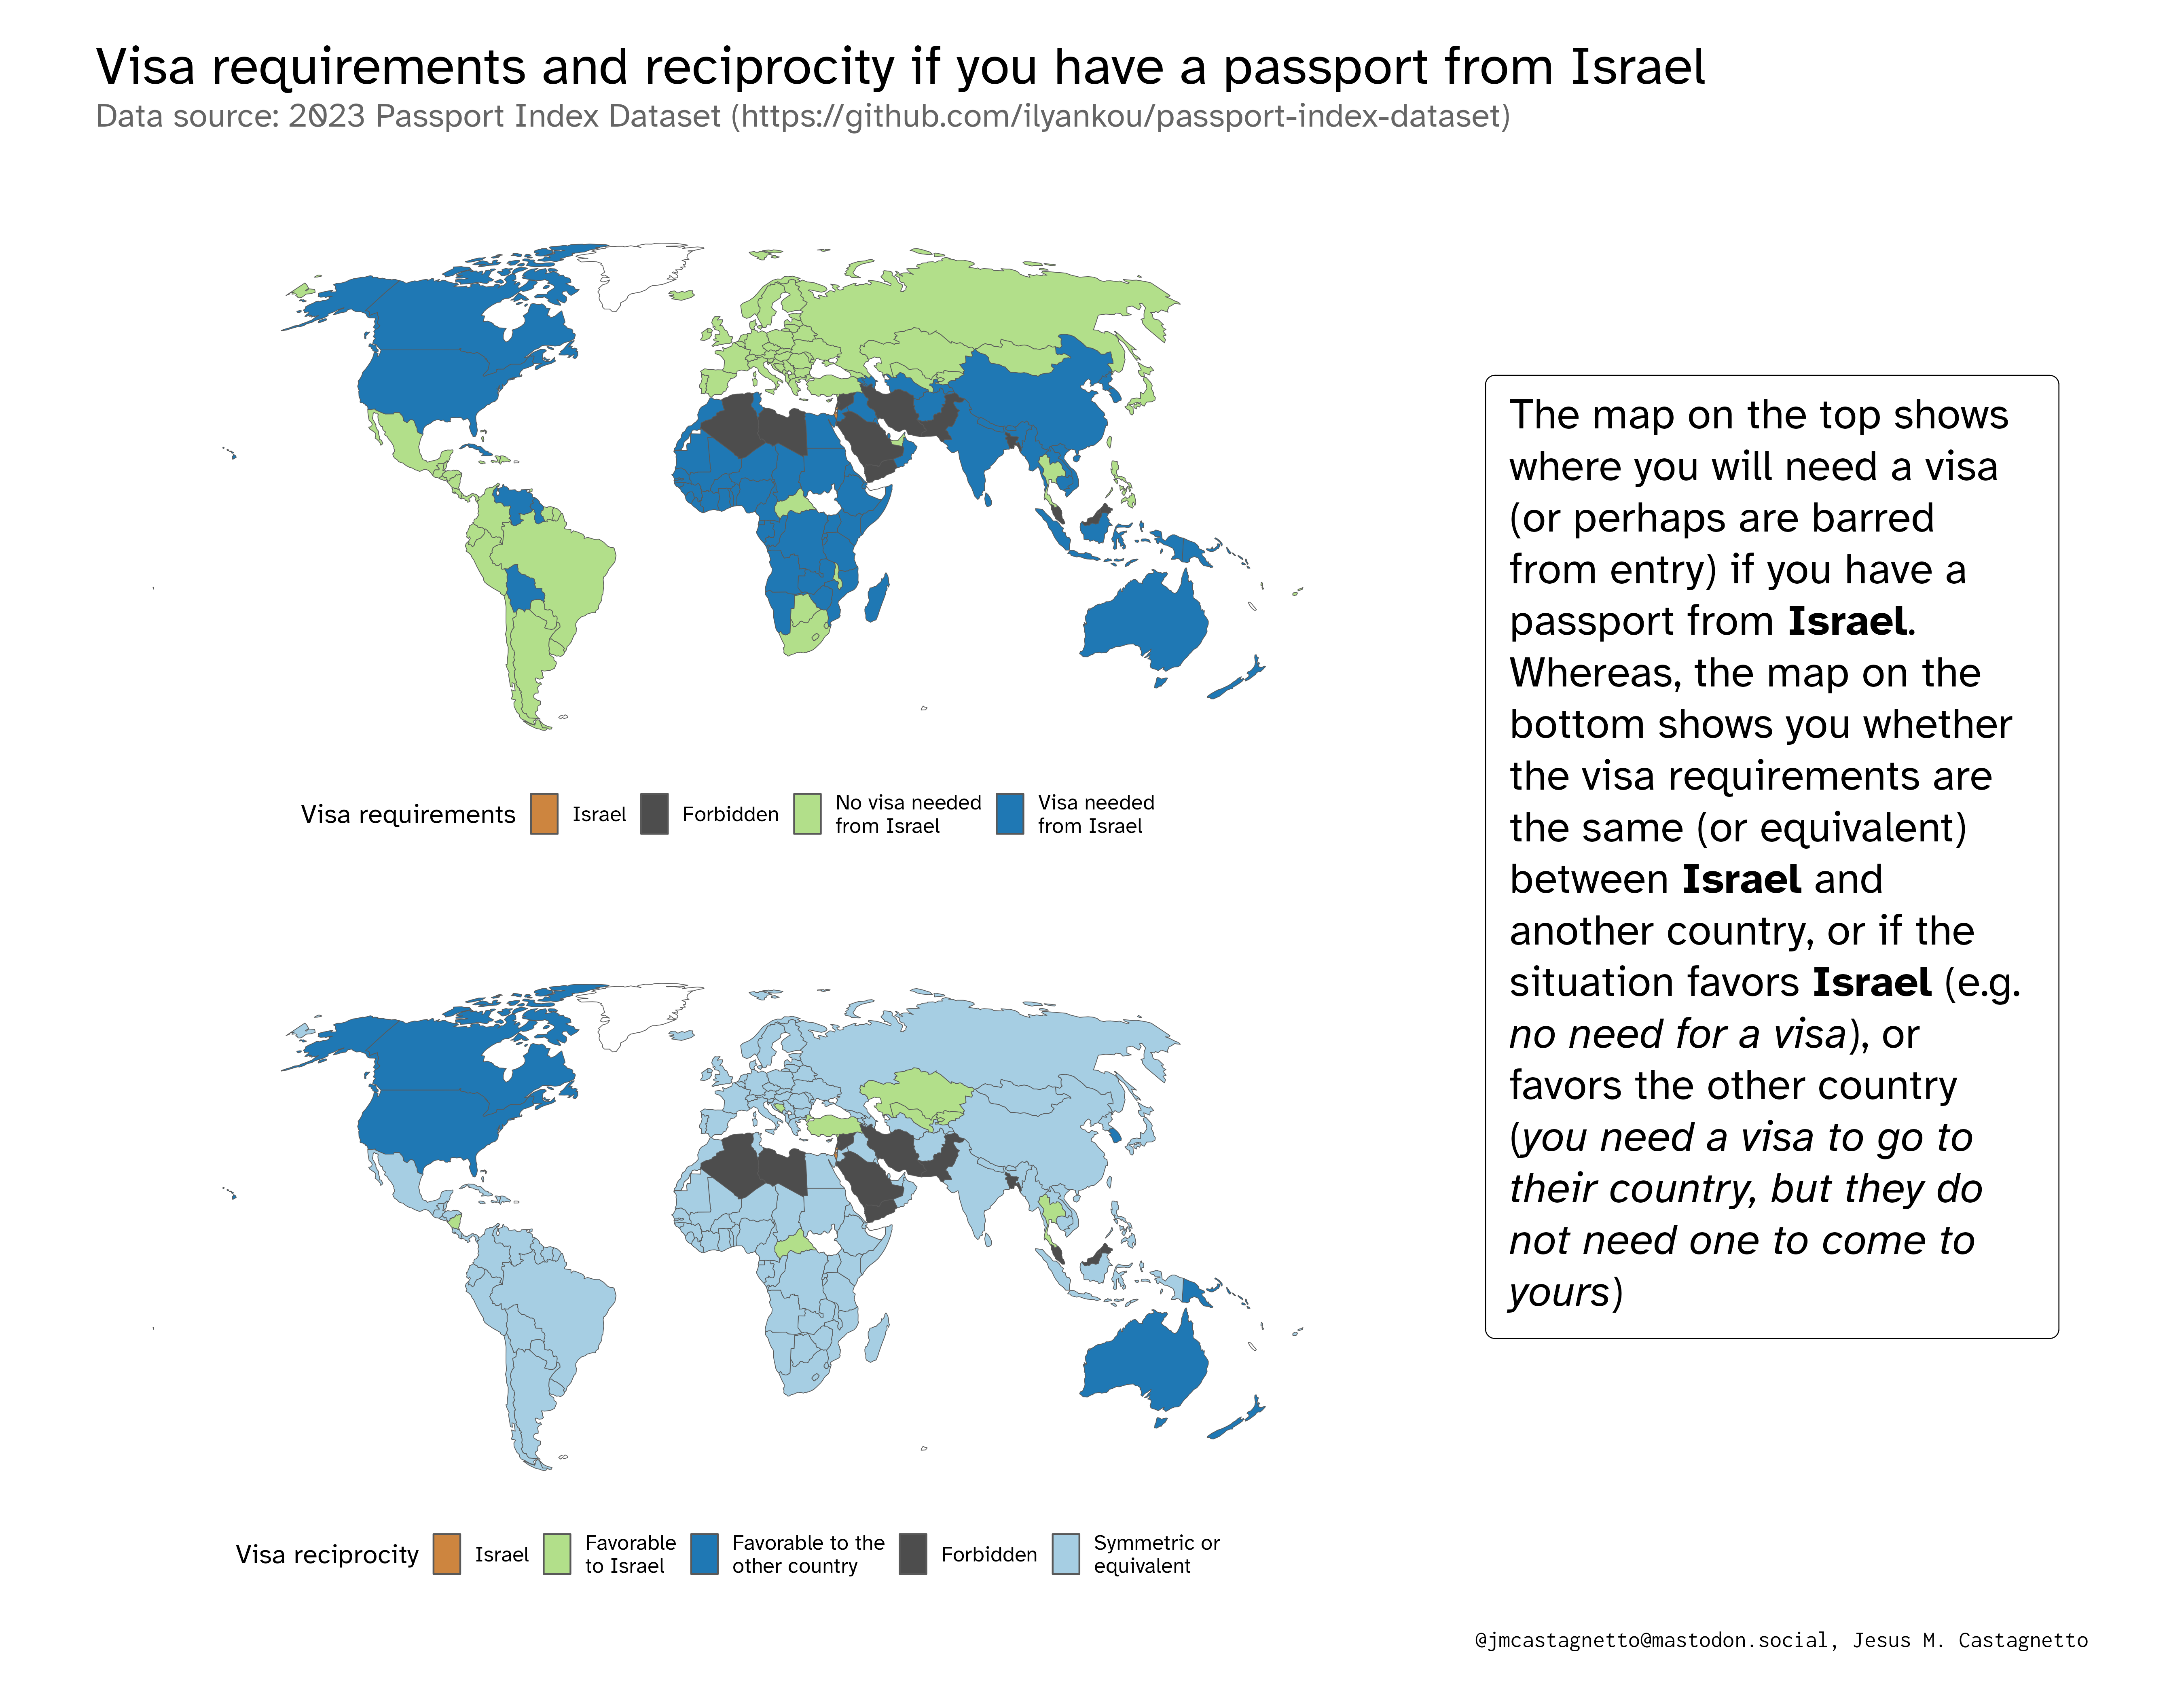 Visa requirements and reciprocity if you have a passport from Israel
Data source: 2023 Passport Index Dataset (https://github.com/ilyankou/passport-index-dataset)
Visa requirements
Israel
Forbidden
No visa needed
from Israel
Visa needed
from Israel
The map on the top shows
where you will need a visa
(or perhaps are barred
from entry) if you have a
passport from Israel.
Whereas, the map on the
bottom shows you whether
the visa requirements are
the same (or equivalent)
between Israel and
another country, or if the
situation favors Israel (e.g.
no need for a visa), or
favors the other country
(you need a visa to go to
their country, but they do
not need one to come to
yours)
Visa reciprocity
Israel
Favorable
to Israel
Favorable to the
other country
Forbidden
Symmetric or
equivalent
@jmcastagnetto@mastodon.social, Jesus M. Castagnetto